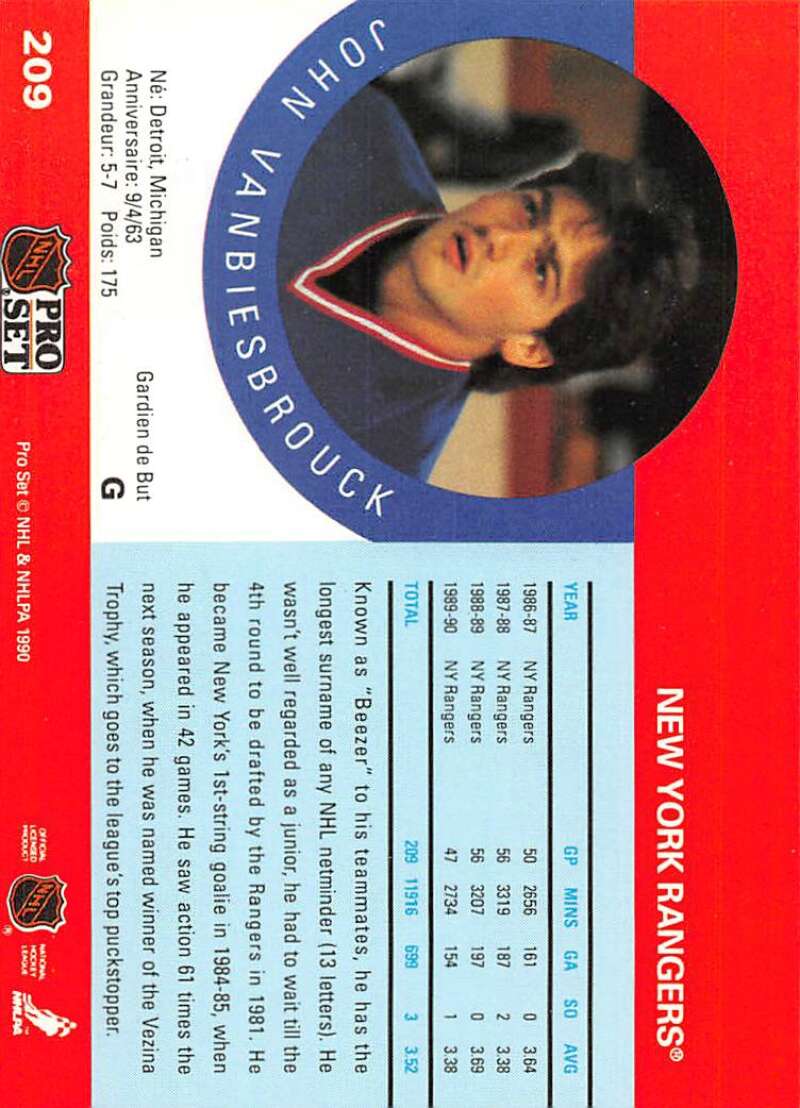 NEW YORK RANGERS®
JOHN VANBIESBROUCK
Né: Detroit, Michigan
Anniversaire: 9/4/63
Grandeur: 5-7 Poids: 175
Gardien de But
G
YEAR GP MINS GA SO AVG
1986-87 NY Rangers 50 2656 161 0 3.64
1987-88 NY Rangers 56 3319 187 2 3.38
1988-89 NY Rangers 56 3207 197 0 3.69
1989-90 NY Rangers 47 2734 154 1 3.38
TOTAL 209 11916 699 3 3.52
Known as "Beezer" to his teammates, he has the
longest surname of any NHL netminder (13 letters). He
wasn't well regarded as a junior, he had to wait till the
4th round to be drafted by the Rangers in 1981. He
became New York's 1st-string goalie in 1984-85, when
he appeared in 42 games. He saw action 61 times the
next season, when he was named winner of the Vezina
Trophy, which goes to the league's top puckstopper.
209
NHL
PRO
SET
®
Pro Set © NHL & NHLPA 1990
OFFICIAL
LICENSED
PRODUCT
NHL
®
NATIONAL
HOCKEY
LEAGUE
NHLPA